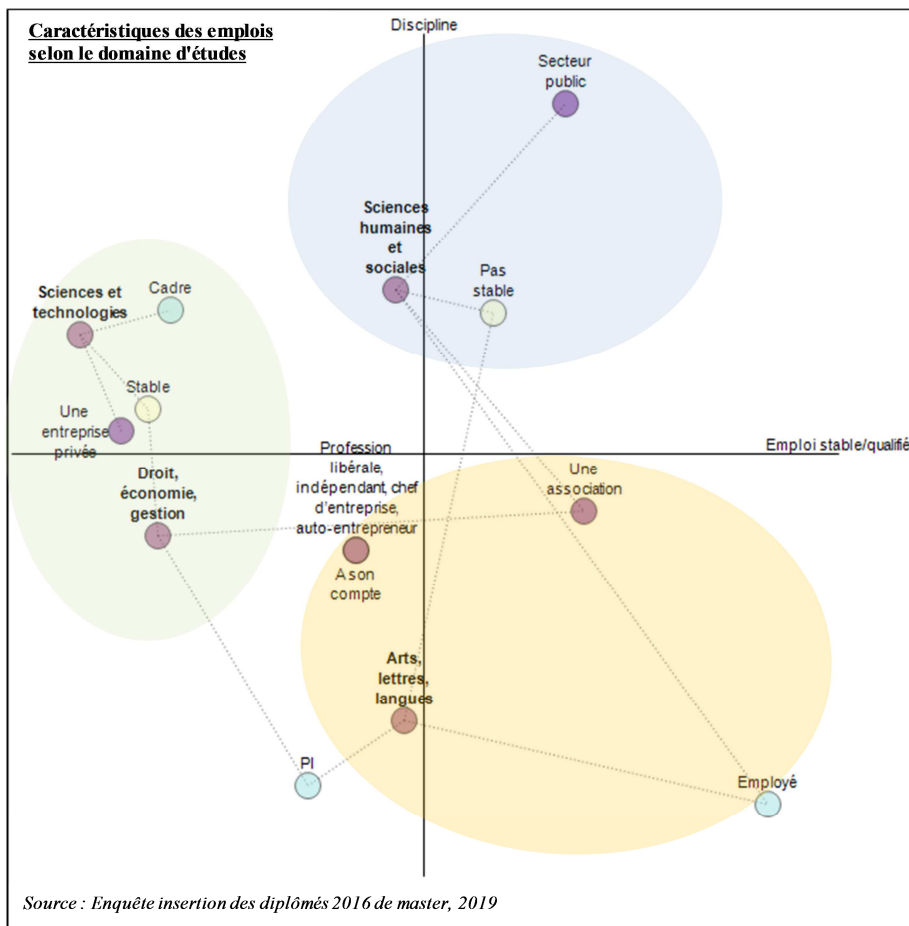 Caractéristiques des emplois
selon le domaine d'études
Discipline
Secteur
public
Sciences
humaines
et
sociales
Pas
stable
Sciences et
technologies
Cadre
Stable
Une
entreprise
privée
Emploi stable/qualifié
Profession
libérale,
indépendant, chef
d'entreprise,
auto-entrepreneur
Une
association
Droit,
économie,
gestion
A son
compte
Arts,
lettres,
langues
PI
Employé
Source : Enquête insertion des diplômés 2016 de master, 2019